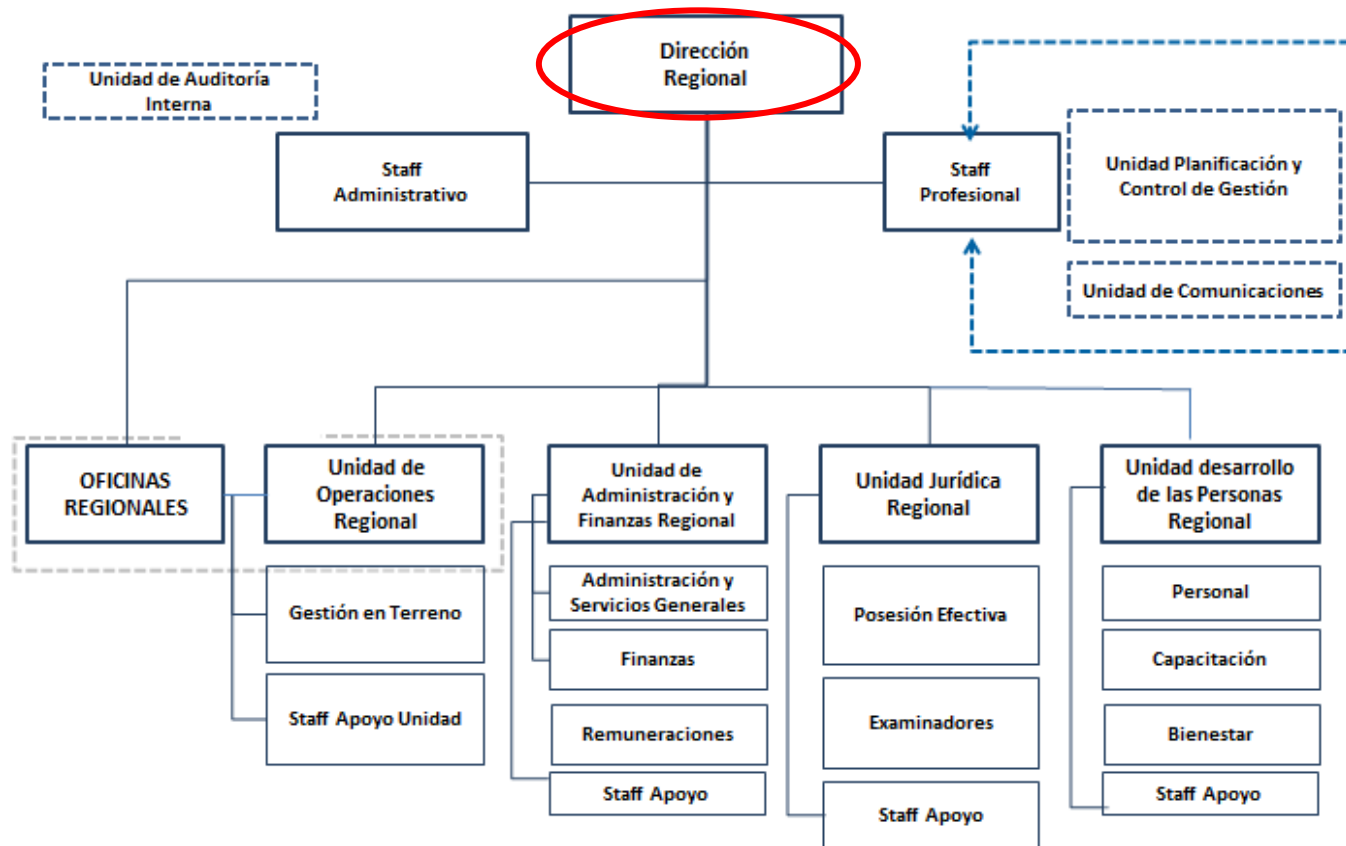 Dirección
Regional
Unidad de Auditoría
Interna
Staff
Administrativo
Staff
Profesional
Unidad Planificación y
Control de Gestión
Unidad de Comunicaciones
OFICINAS
REGIONALES
Unidad de
Operaciones
Regional
Unidad de
Administración y
Finanzas Regional
Unidad Jurídica
Regional
Unidad desarrollo
de las Personas
Regional
Gestión en Terreno
Staff Apoyo Unidad
Administración y
Servicios Generales
Finanzas
Remuneraciones
Staff Apoyo
Posesión Efectiva
Examinadores
Staff Apoyo
Personal
Capacitación
Bienestar
Staff Apoyo